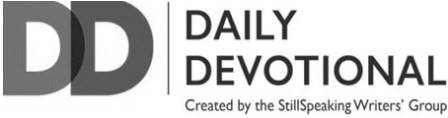 DD
DAILY
DEVOTIONAL
Created by the StillSpeaking Writers' Group